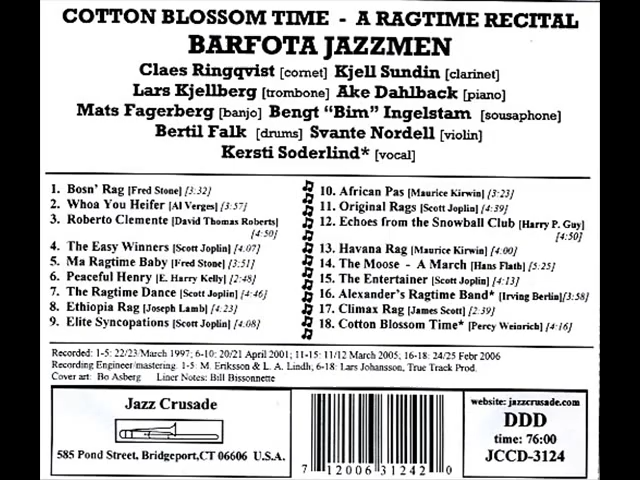 COTTON BLOSSOM TIME - A RAGTIME RECITAL
BARFOTA JAZZMEN
Claes Ringqvist [cornet] Kjell Sundin [clarinet]
Lars Kjellberg [trombone] Ake Dahlback [piano]
Mats Fagerberg [banjo] Bengt "Bim" Ingelstam [sousaphone]
Bertil Falk [drums] Svante Nordell [violin]
Kersti Soderlind* [vocal]
1. Bosn' Rag [Fred Stone] [3:32]
2. Whoa You Heifer [Al Verges] [3:57]
3. Roberto Clemente [David Thomas Roberts]
[4:50]
4. The Easy Winners [Scott Joplin] [4:07]
5. Ma Ragtime Baby [Fred Stone] [3:51]
6. Peaceful Henry [E. Harry Kelly] [2:48]
7. The Ragtime Dance [Scott Joplin] [4:46]
8. Ethiopia Rag [Joseph Lamb] [4:23]
9. Elite Syncopations [Scott Joplin] [4:08]
10. African Pas [Maurice Kirwin] [3:23]
11. Original Rags [Scott Joplin] [4:39]
12. Echoes from the Snowball Club [Harry P. Guy]
[4:50]
13. Havana Rag [Maurice Kirwin] [4:00]
14. The Moose - A March [Hans Flath] [5:25]
15. The Entertainer [Scott Joplin] [4:13]
16. Alexander's Ragtime Band* [Irving Berlin] [3:58]
17. Climax Rag [James Scott] [2:39]
18. Cotton Blossom Time* [Percy Weinrich] [4:16]
Recorded: 1-5: 22/23/March 1997; 6-10: 20/21 April 2001; 11-15: 11/12 March 2005; 16-18: 24/25 Febr 2006
Recording Engineer/mastering. 1-5: M. Eriksson & L. A. Lindh, 6-18: Lars Johansson, True Track Prod.
Cover art: Bo Asberg Liner Notes: Bill Bissonnette
Jazz Crusade
585 Pond Street, Bridgeport, CT 06606 U.S.A.
7 12006 31242 0
website: jazzcrusade.com
DDD
time: 76:00
JCCD-3124